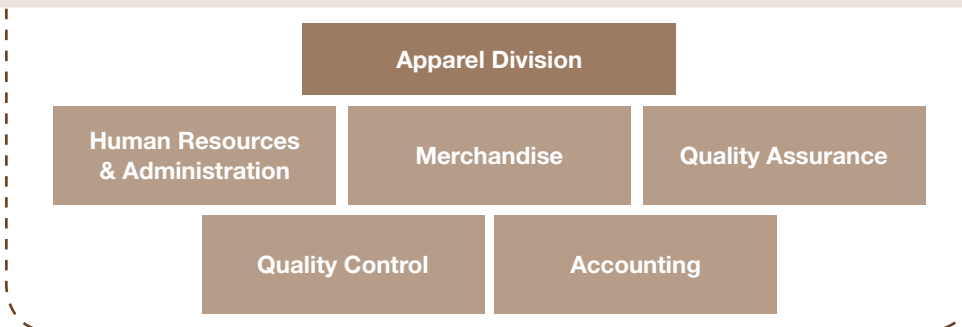 Apparel Division
Human Resources
& Administration
Merchandise
Quality Assurance
Quality Control
Accounting